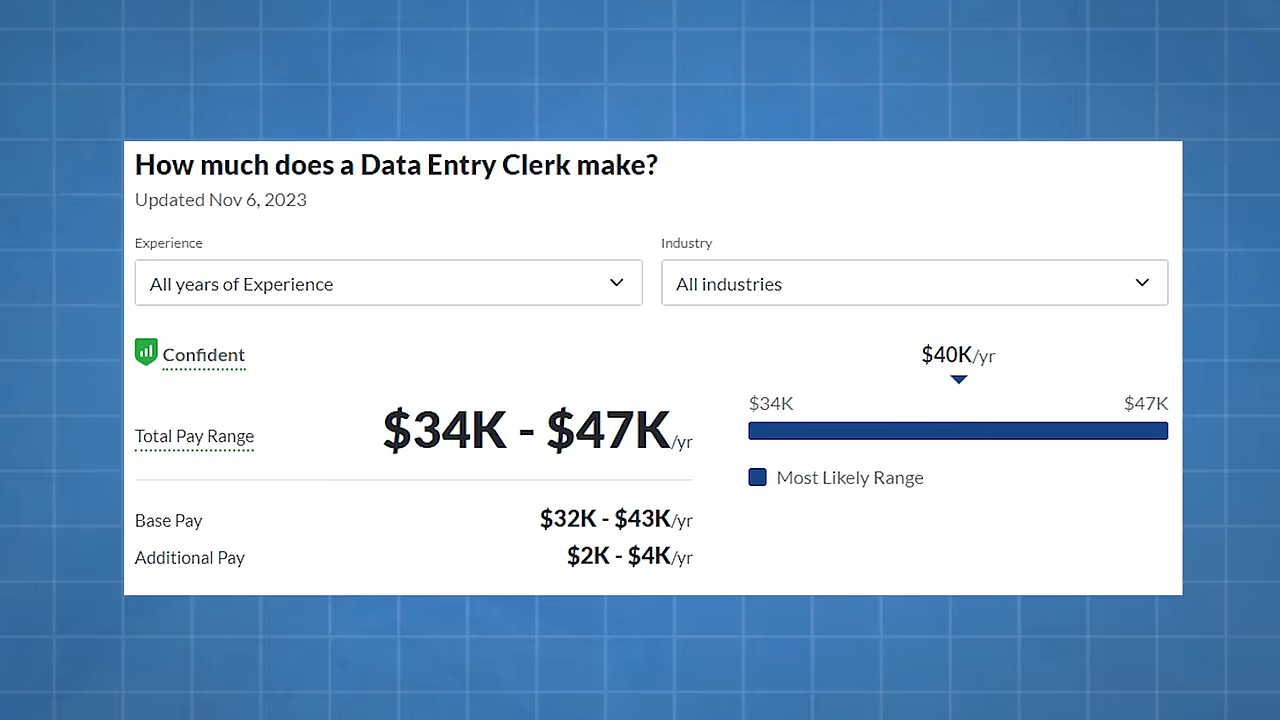 How much does a Data Entry Clerk make?
Updated Nov 6, 2023
Experience
Industry
All years of Experience
All industries
Confident
$40K/yr
$34K
$47K
Total Pay Range
$34K - $47K/yr
Most Likely Range
Base Pay
$32K - $43K/yr
Additional Pay
$2K - $4K/yr